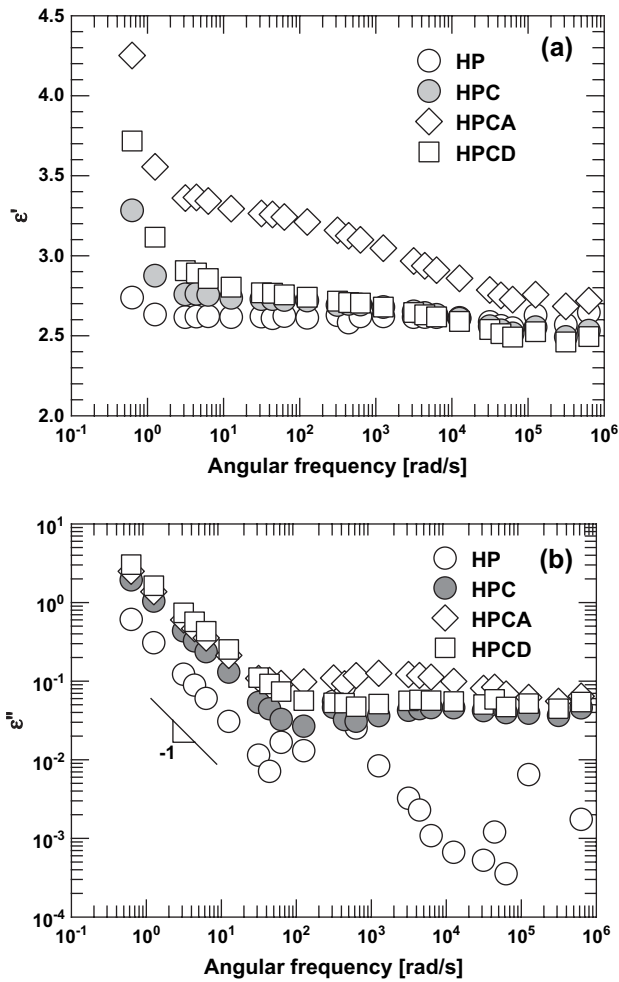 4.5
4.0
3.5
3.0
2.5
2.0
ε'
(a)
HP
HPC
HPCA
HPCD
10-1 100 101 102 103 104 105 106
Angular frequency [rad/s]
101
100
10-1
10-2
10-3
10-4
ε"
(b)
HP
HPC
HPCA
HPCD
-1
10-1 100 101 102 103 104 105 106
Angular frequency [rad/s]